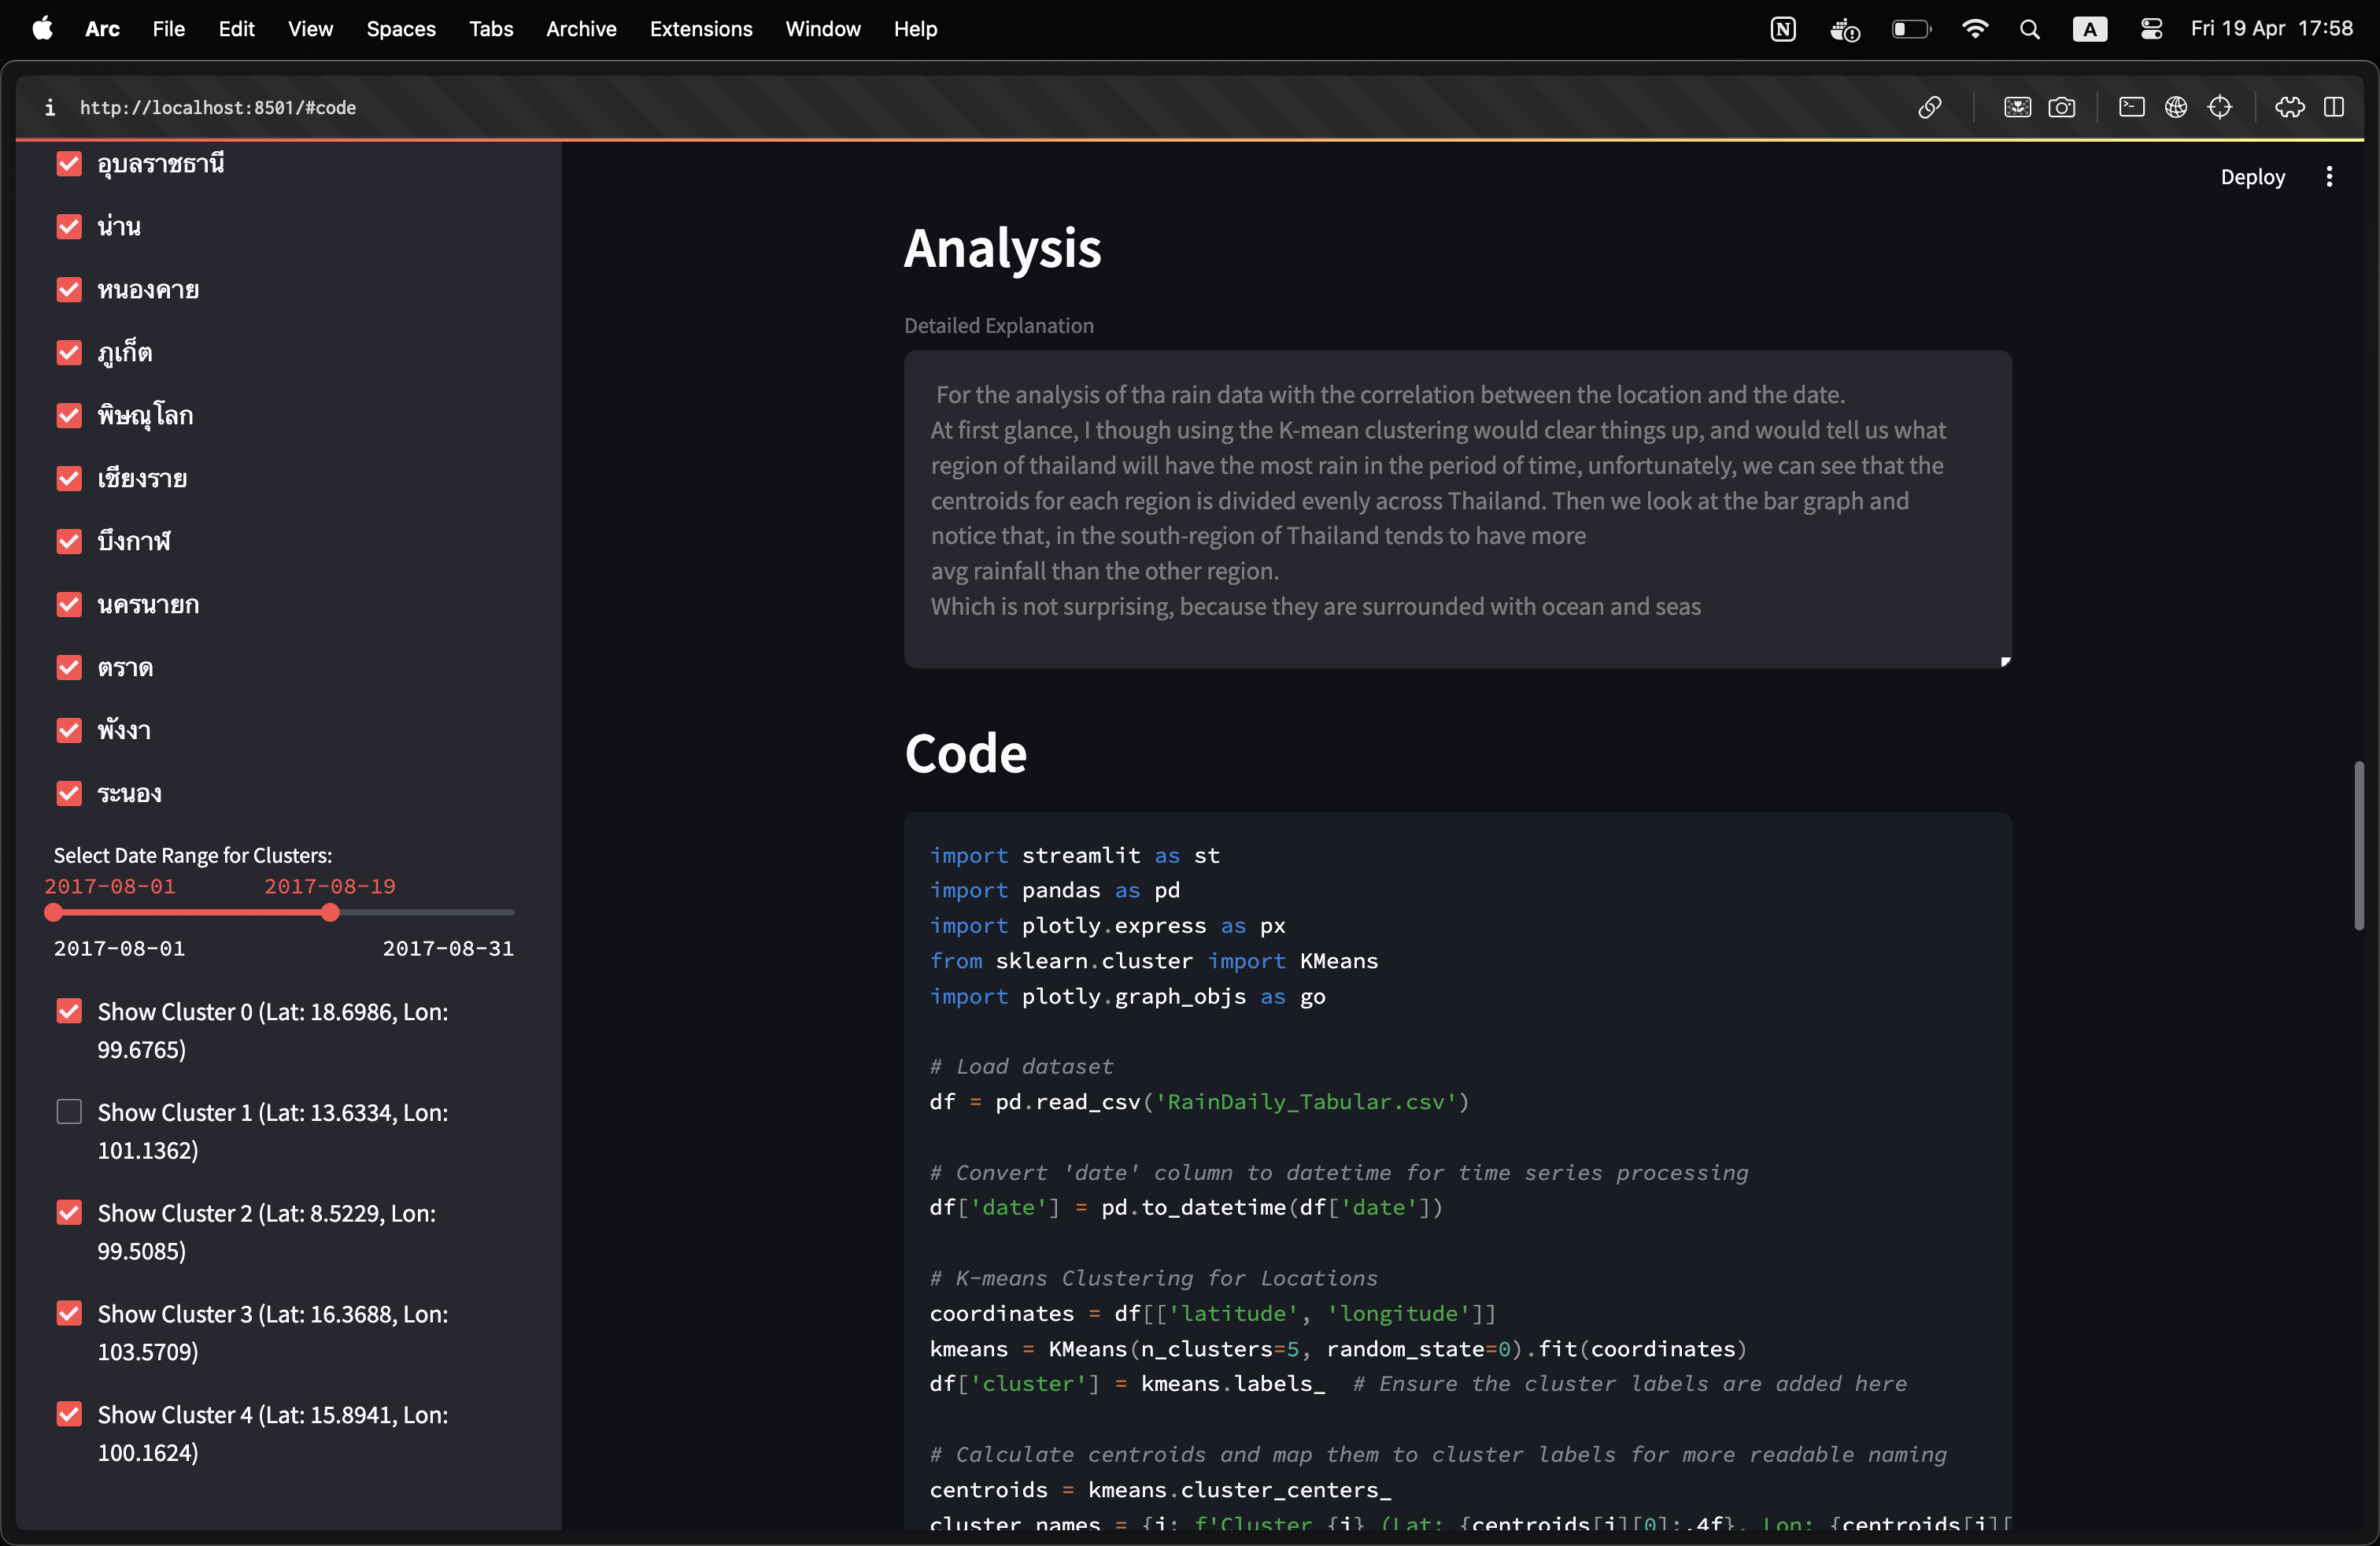 Arc File Edit View Spaces Tabs Archive Extensions Window Help
A Fri 19 Apr 17:58
http://localhost:8501/#code
อุบลราชธานี
น่าน
หนองคาย
ภูเก็ต
พิษณุโลก
เชียงราย
บึงกาฬ
นครนายก
ตราด
พังงา
ระนอง
Select Date Range for Clusters:
2017-08-01 2017-08-19
2017-08-01 2017-08-31
Show Cluster 0 (Lat: 18.6986, Lon:
99.6765)
Show Cluster 1 (Lat: 13.6334, Lon:
101.1362)
Show Cluster 2 (Lat: 8.5229, Lon:
99.5085)
Show Cluster 3 (Lat: 16.3688, Lon:
103.5709)
Show Cluster 4 (Lat: 15.8941, Lon:
100.1624)
Deploy
Analysis
Detailed Explanation
For the analysis of tha rain data with the correlation between the location and the date.
At first glance, I though using the K-mean clustering would clear things up, and would tell us what
region of thailand will have the most rain in the period of time, unfortunately, we can see that the
centroids for each region is divided evenly across Thailand. Then we look at the bar graph and
notice that, in the south-region of Thailand tends to have more
avg rainfall than the other region.
Which is not surprising, because they are surrounded with ocean and seas
Code
import streamlit as st
import pandas as pd
import plotly.express as px
from sklearn.cluster import KMeans
import plotly.graph_objs as go
# Load dataset
df = pd.read_csv('RainDaily_Tabular.csv')
# Convert 'date' column to datetime for time series processing
df['date'] = pd.to_datetime(df['date'])
# K-means Clustering for Locations
coordinates = df[['latitude', 'longitude']]
kmeans = KMeans(n_clusters=5, random_state=0).fit(coordinates)
df['cluster'] = kmeans.labels_  # Ensure the cluster labels are added here
# Calculate centroids and map them to cluster labels for more readable naming
centroids = kmeans.cluster_centers_
cluster_names = {i: f'Cluster {i} (Lat: {centroids[i][0]:.4f}, Lon: {centroids[i][